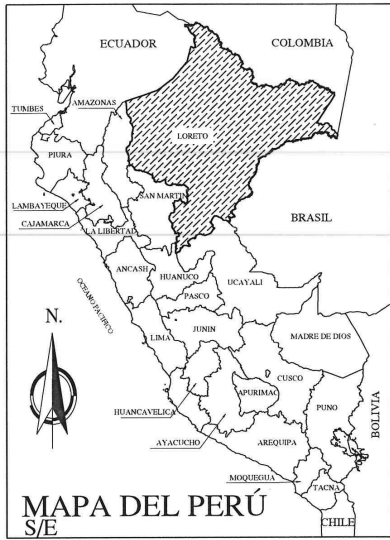 ECUADOR
COLOMBIA
TUMBES
AMAZONAS
LORETO
PIURA
SAN MARTIN
LAMBAYEQUE
CAJAMARCA
LA LIBERTAD
BRASIL
ANCASH
HUANUCO
UCAYALI
PASCO
OCEANO PACIFICO
N.
LIMA
JUNIN
MADRE DE DIOS
CUSCO
HUANCAVELICA
APURIMAC
PUNO
BOLIVIA
AYACUCHO
AREQUIPA
MOQUEGUA
TACNA
MAPA DEL PERÚ
S/E
CHILE